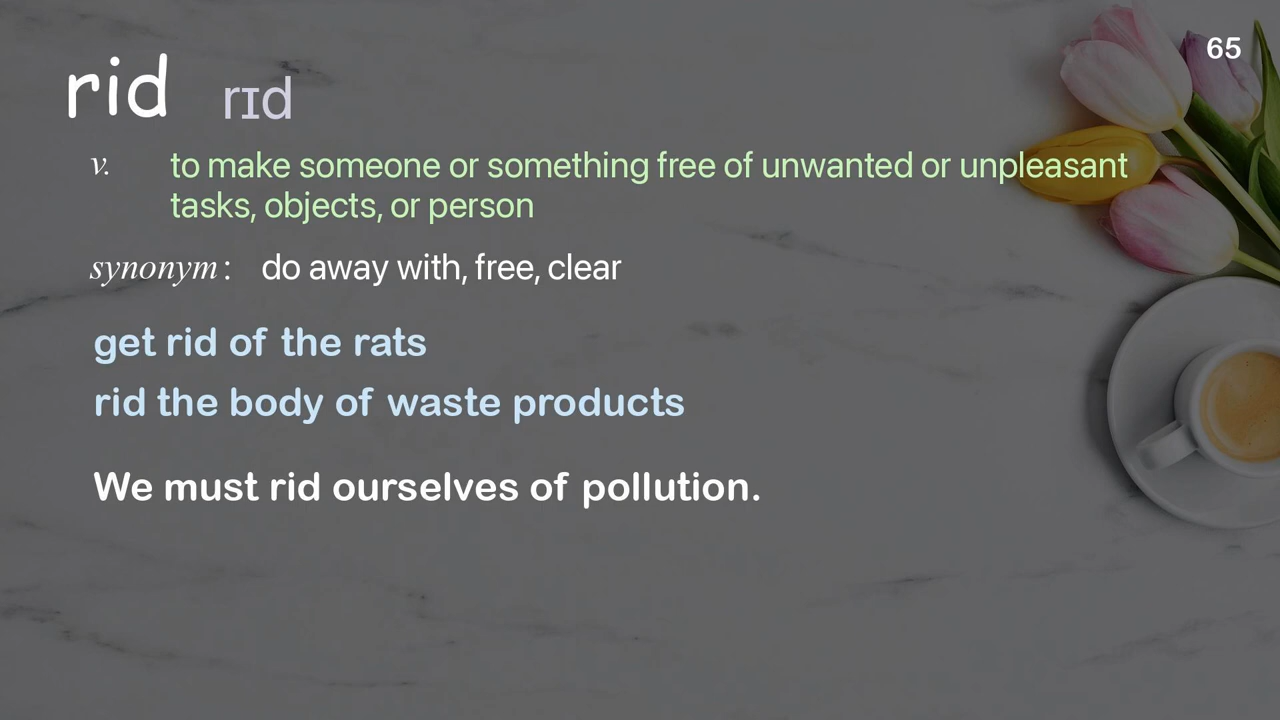 65
rid rɪd
v. to make someone or something free of unwanted or unpleasant
tasks, objects, or person
synonym: do away with, free, clear
get rid of the rats
rid the body of waste products
We must rid ourselves of pollution.